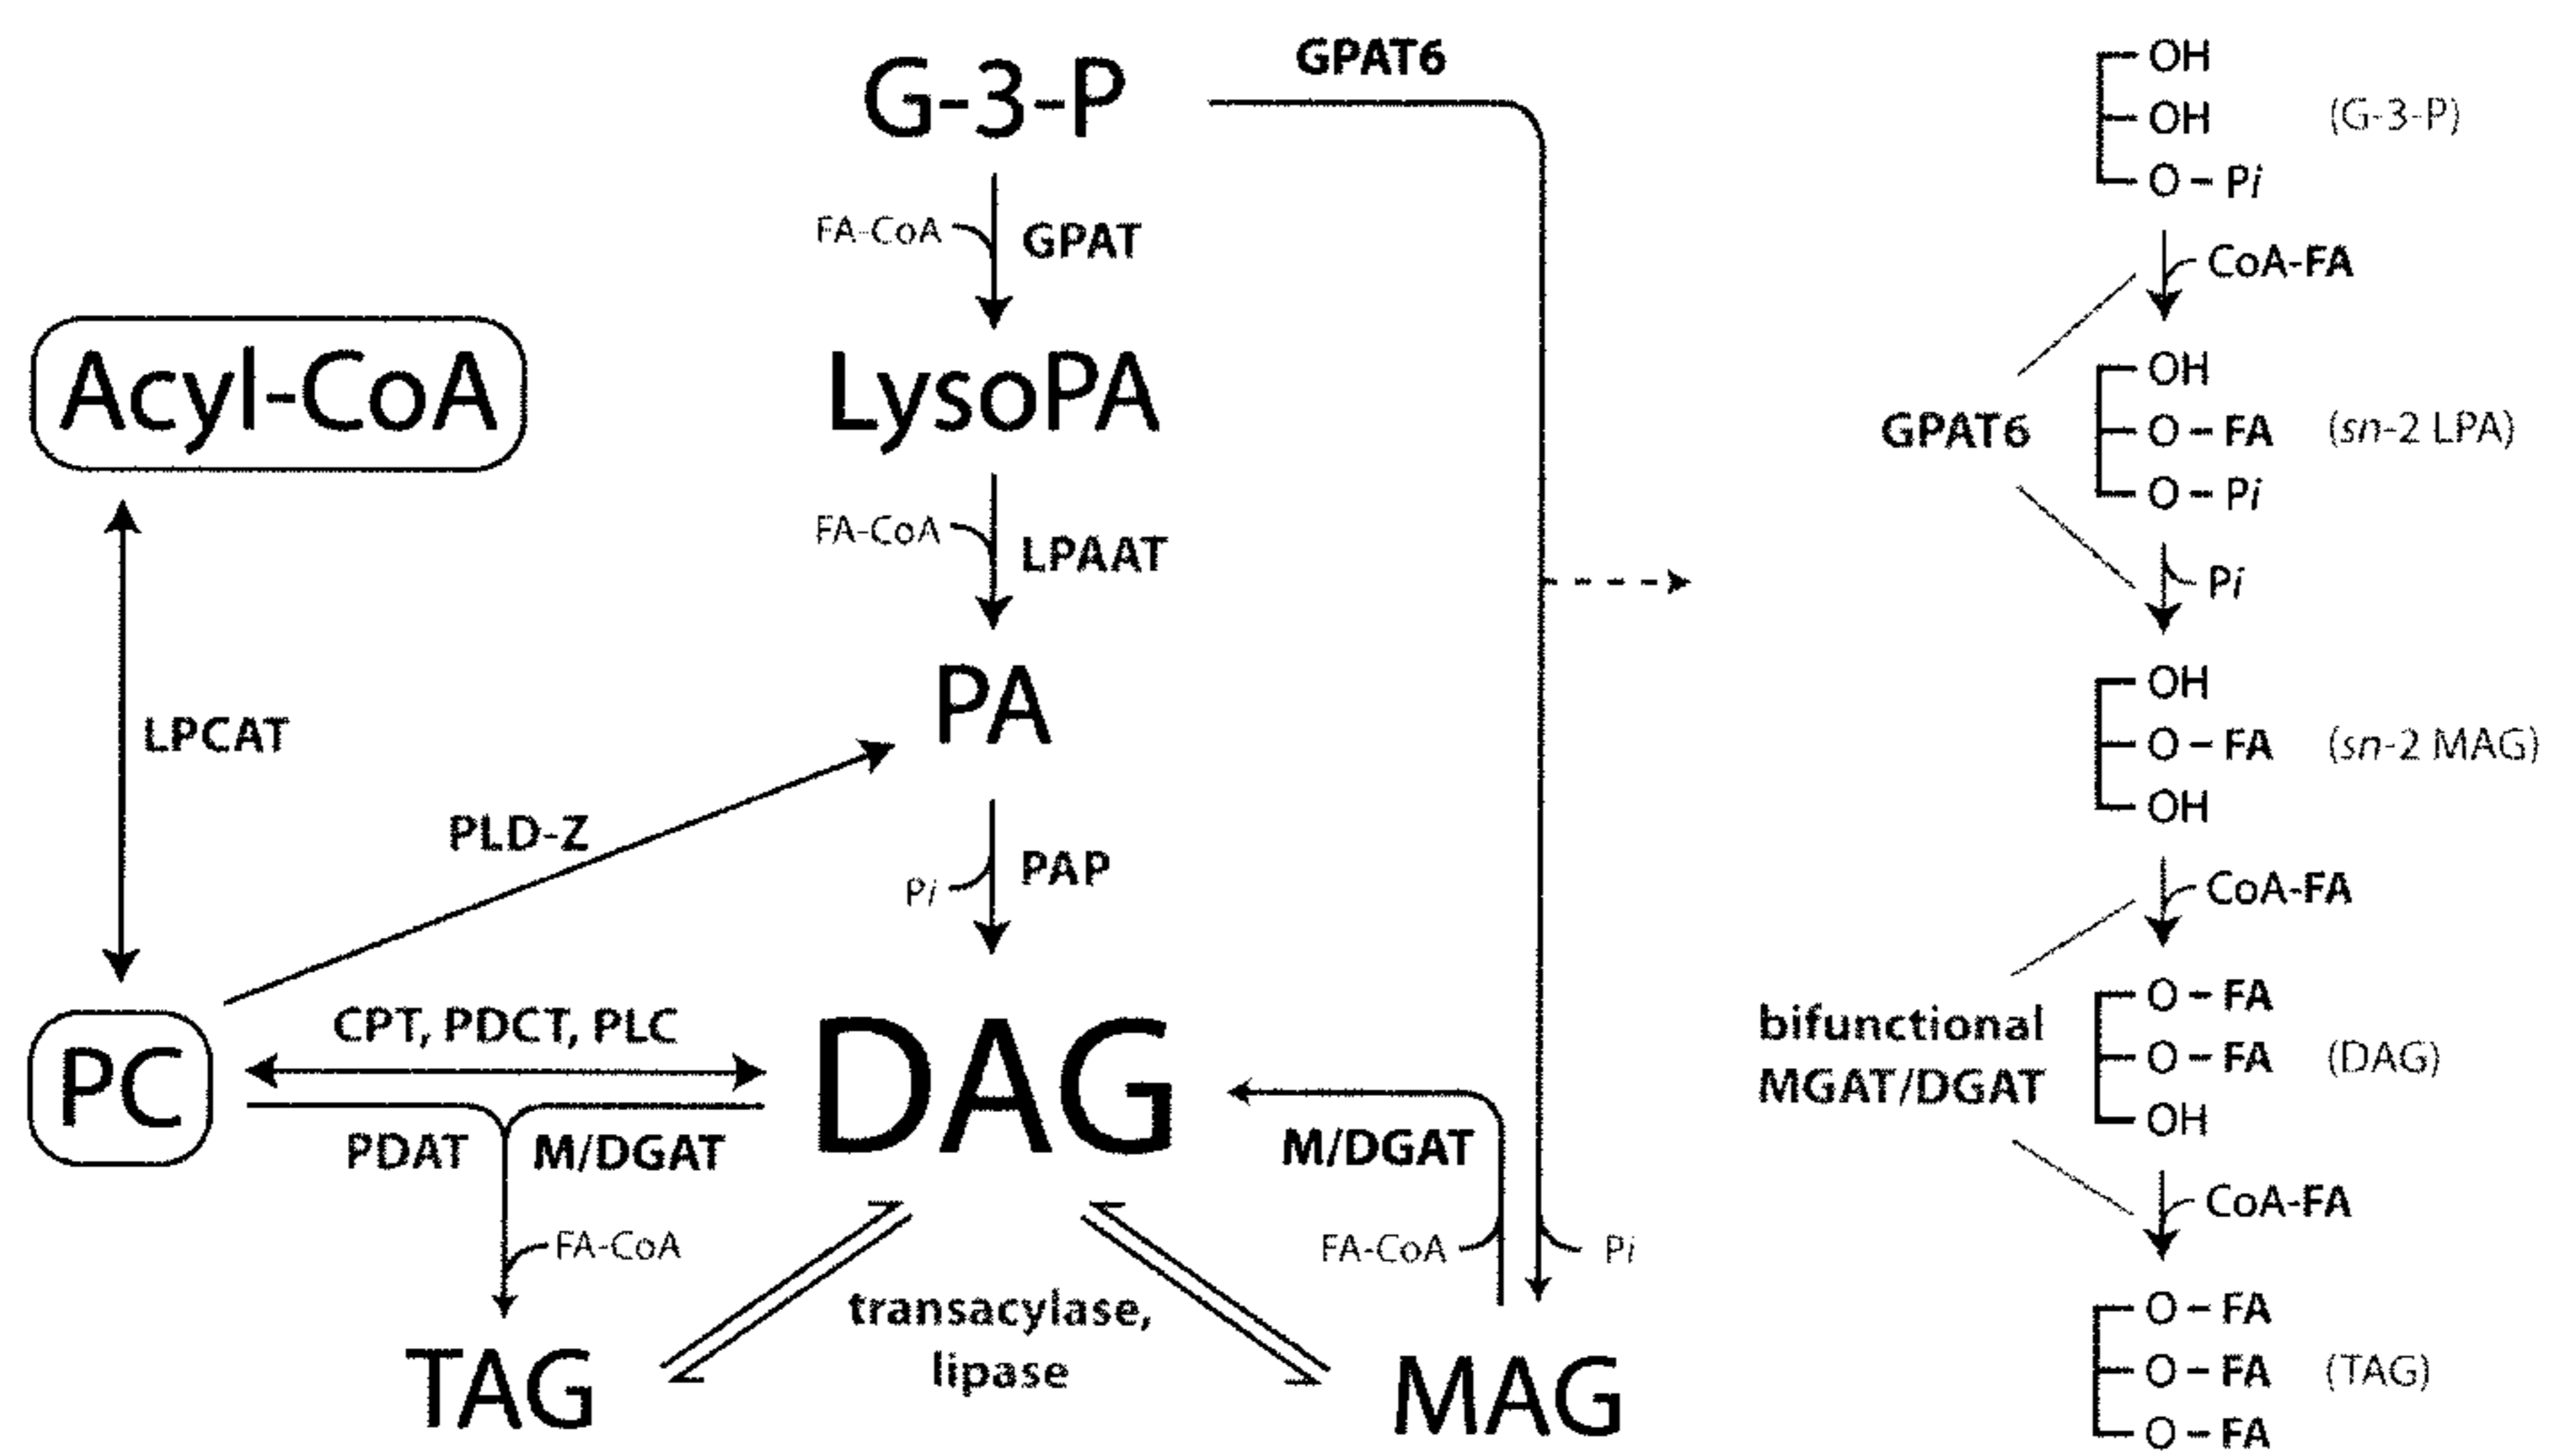 G-3-P
GPAT6
FA-CoA
GPAT
Acyl-CoA
LysoPA
FA-CoA
LPAAT
LPCAT
PA
PLD-Z
Pi
PAP
PC
CPT, PDCT, PLC
DAG
PDAT
M/DGAT
M/DGAT
FA-CoA
FA-CoA
Pi
transacylase,
lipase
TAG
MAG
OH
OH (G-3-P)
O - Pi
CoA-FA
OH
GPAT6
O - FA (sn-2 LPA)
O - Pi
Pi
OH
O - FA (sn-2 MAG)
OH
CoA-FA
bifunctional
MGAT/DGAT
O - FA
O - FA (DAG)
OH
CoA-FA
O - FA
O - FA (TAG)
O - FA